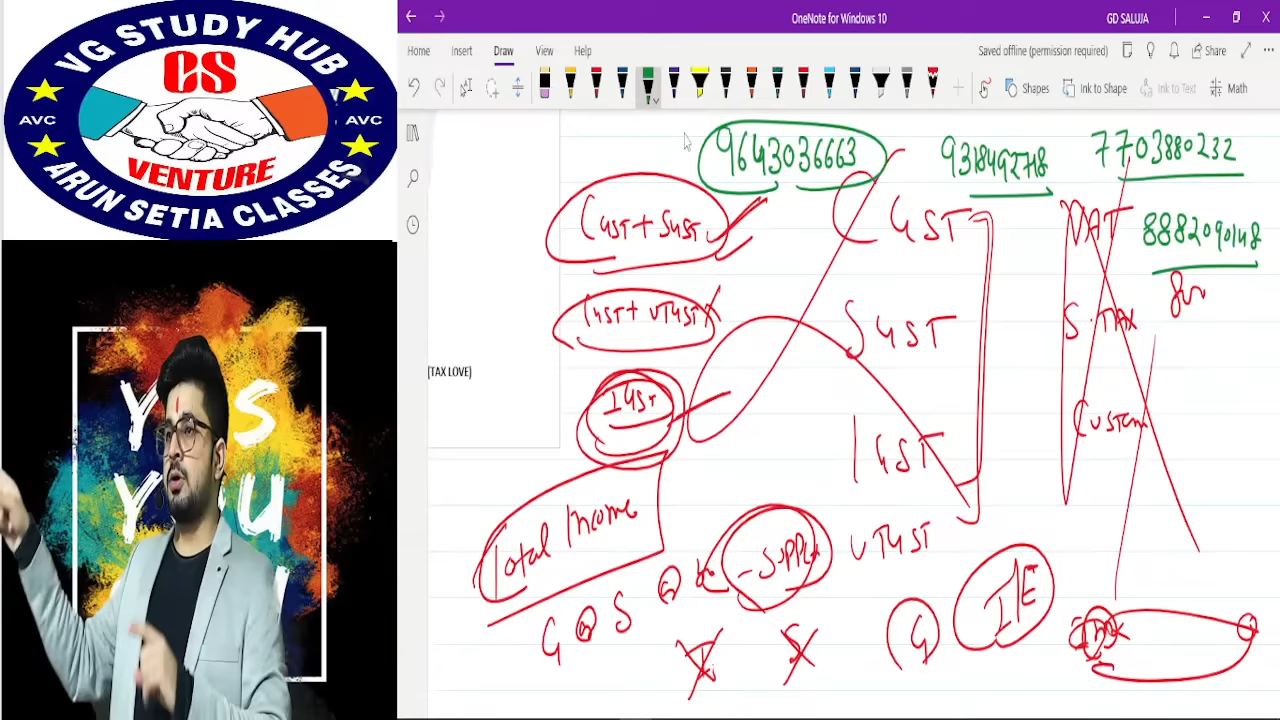 VG STUDY HUB
CS
AVC
AVC
VENTURE
ARUN SETIA CLASSES
OneNote for Windows 10
GD SALUJA
Home Insert Draw View Help
Saved offline (permission required)
Share
Shapes
Ink to Shape
Ink to Text
Math
9643036663
9318492718
7703880232
CGST + SGST
CGST
VAT
8882090148
CGST + UTGST
SGST
S. TAX
(TAX LOVE)
IGST
IGST
Custom
Total Income
Supply
UTGST
I/E
G or S
G
Y S
Y U